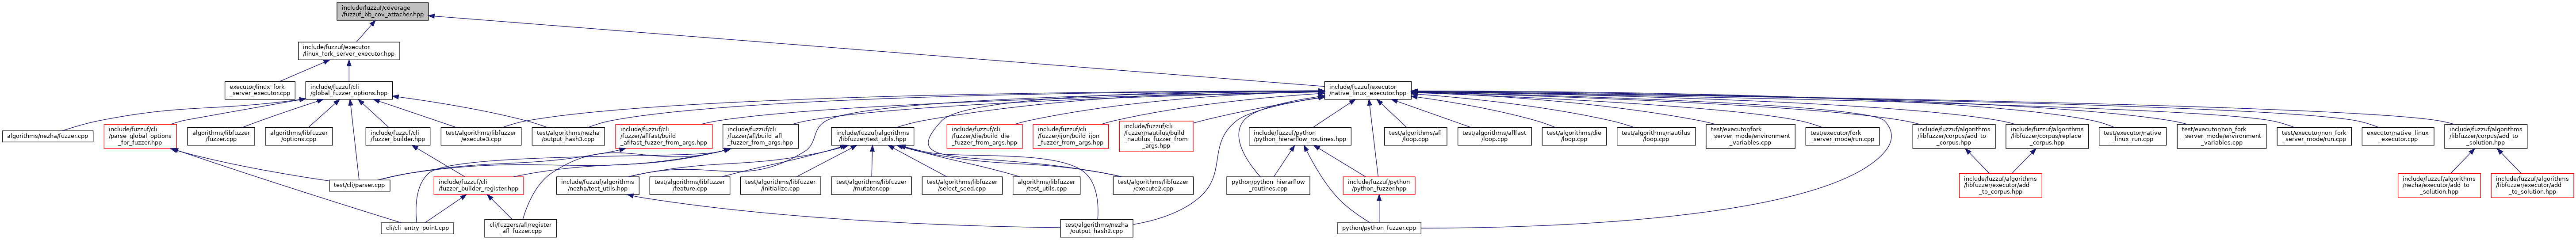 include/fuzzuf/coverage
/fuzzuf_bb_cov_attacher.hpp
include/fuzzuf/executor
/linux_fork_server_executor.hpp
executor/linux_fork
_server_executor.cpp
include/fuzzuf/cli
/global_fuzzer_options.hpp
include/fuzzuf/executor
/native_linux_executor.hpp
algorithms/nezha/fuzzer.cpp
include/fuzzuf/cli
/parse_global_options
_for_fuzzer.hpp
algorithms/libfuzzer
/fuzzer.cpp
algorithms/libfuzzer
/options.cpp
include/fuzzuf/cli
/fuzzer_builder.hpp
test/algorithms/libfuzzer
/execute3.cpp
test/algorithms/nezha
/output_hash3.cpp
include/fuzzuf/cli
/fuzzer/aflfast/build
_aflfast_fuzzer_from_args.hpp
include/fuzzuf/cli
/fuzzer/afl/build_afl
_fuzzer_from_args.hpp
include/fuzzuf/algorithms
/libfuzzer/test_utils.hpp
include/fuzzuf/cli
/fuzzer/die/build_die
_fuzzer_from_args.hpp
include/fuzzuf/cli
/fuzzer/ijon/build_ijon
_fuzzer_from_args.hpp
include/fuzzuf/cli
/fuzzer/nautilus/build
_nautilus_fuzzer_from
_args.hpp
include/fuzzuf/python
/python_hierarflow_routines.hpp
test/algorithms/afl
/loop.cpp
test/algorithms/aflfast
/loop.cpp
test/algorithms/die
/loop.cpp
test/algorithms/nautilus
/loop.cpp
test/executor/fork
_server_mode/environment
_variables.cpp
test/executor/fork
_server_mode/run.cpp
include/fuzzuf/algorithms
/libfuzzer/corpus/add_to
_corpus.hpp
include/fuzzuf/algorithms
/libfuzzer/corpus/replace
_corpus.hpp
test/executor/native
_linux_run.cpp
test/executor/non_fork
_server_mode/environment
_variables.cpp
test/executor/non_fork
_server_mode/run.cpp
executor/native_linux
_executor.cpp
include/fuzzuf/algorithms
/libfuzzer/corpus/add_to
_solution.hpp
test/cli/parser.cpp
include/fuzzuf/cli
/fuzzer_builder_register.hpp
include/fuzzuf/algorithms
/nezha/test_utils.hpp
test/algorithms/libfuzzer
/feature.cpp
test/algorithms/libfuzzer
/initialize.cpp
test/algorithms/libfuzzer
/mutator.cpp
test/algorithms/libfuzzer
/select_seed.cpp
algorithms/libfuzzer
/test_utils.cpp
test/algorithms/libfuzzer
/execute2.cpp
python/python_hierarflow
_routines.cpp
include/fuzzuf/python
/python_fuzzer.hpp
include/fuzzuf/algorithms
/libfuzzer/executor/add
_to_corpus.hpp
include/fuzzuf/algorithms
/nezha/executor/add_to
_solution.hpp
include/fuzzuf/algorithms
/libfuzzer/executor/add
_to_solution.hpp
cli/cli_entry_point.cpp
cli/fuzzers/afl/register
_afl_fuzzer.cpp
test/algorithms/nezha
/output_hash2.cpp
python/python_fuzzer.cpp